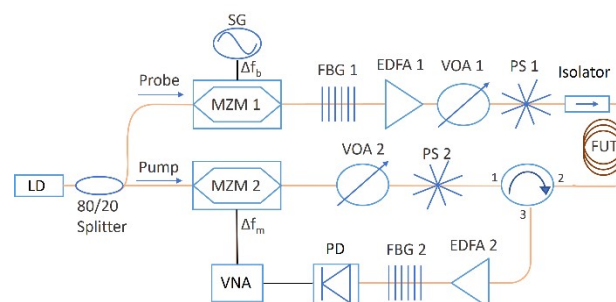 SG
Δf_b
Probe
MZM 1
FBG 1
EDFA 1
VOA 1
PS 1
Isolator
FUT
LD
80/20
Splitter
Pump
MZM 2
VOA 2
PS 2
1
2
3
Δf_m
VNA
PD
FBG 2
EDFA 2